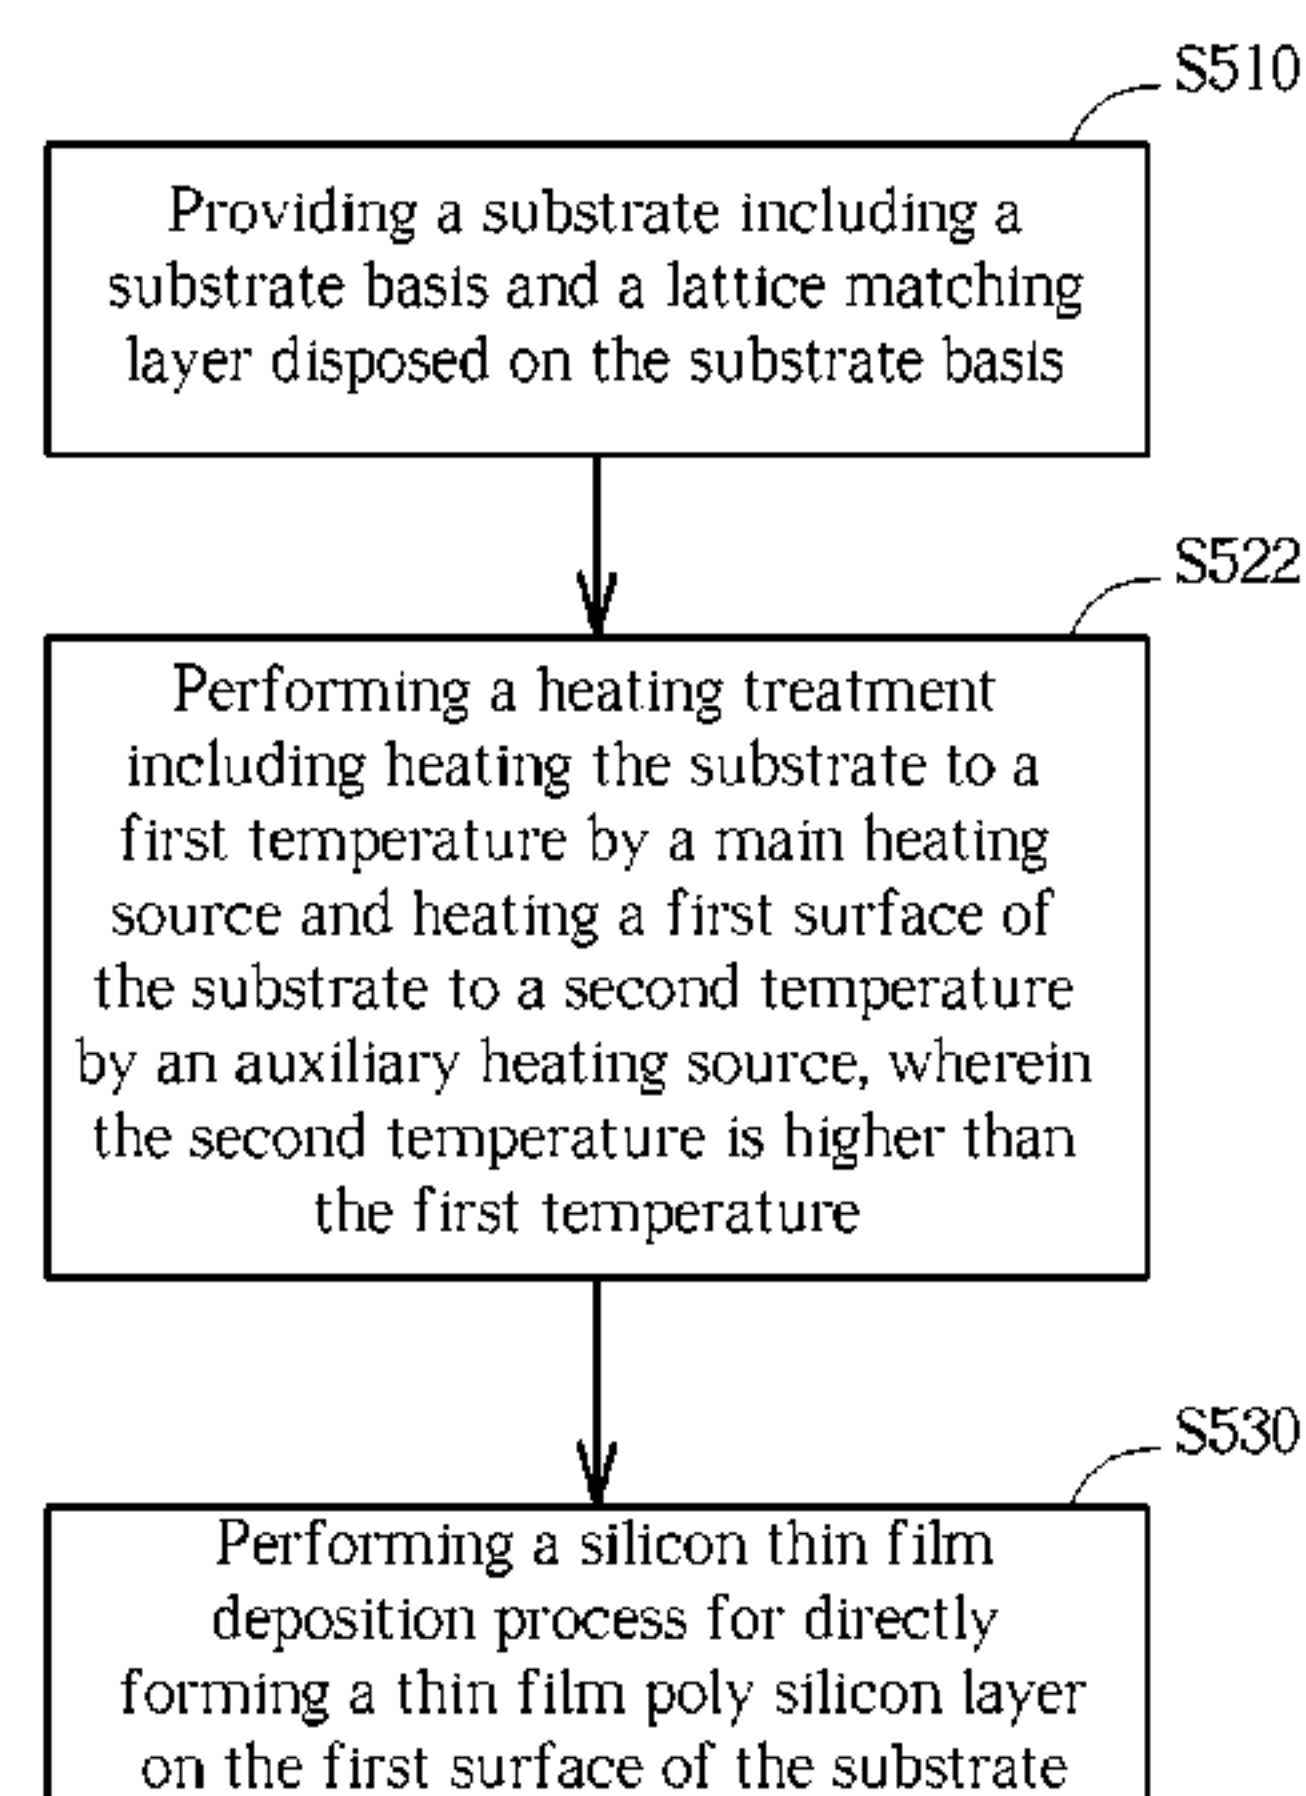 S510
Providing a substrate including a
substrate basis and a lattice matching
layer disposed on the substrate basis
S522
Performing a heating treatment
including heating the substrate to a
first temperature by a main heating
source and heating a first surface of
the substrate to a second temperature
by an auxiliary heating source, wherein
the second temperature is higher than
the first temperature
S530
Performing a silicon thin film
deposition process for directly
forming a thin film poly silicon layer
on the first surface of the substrate